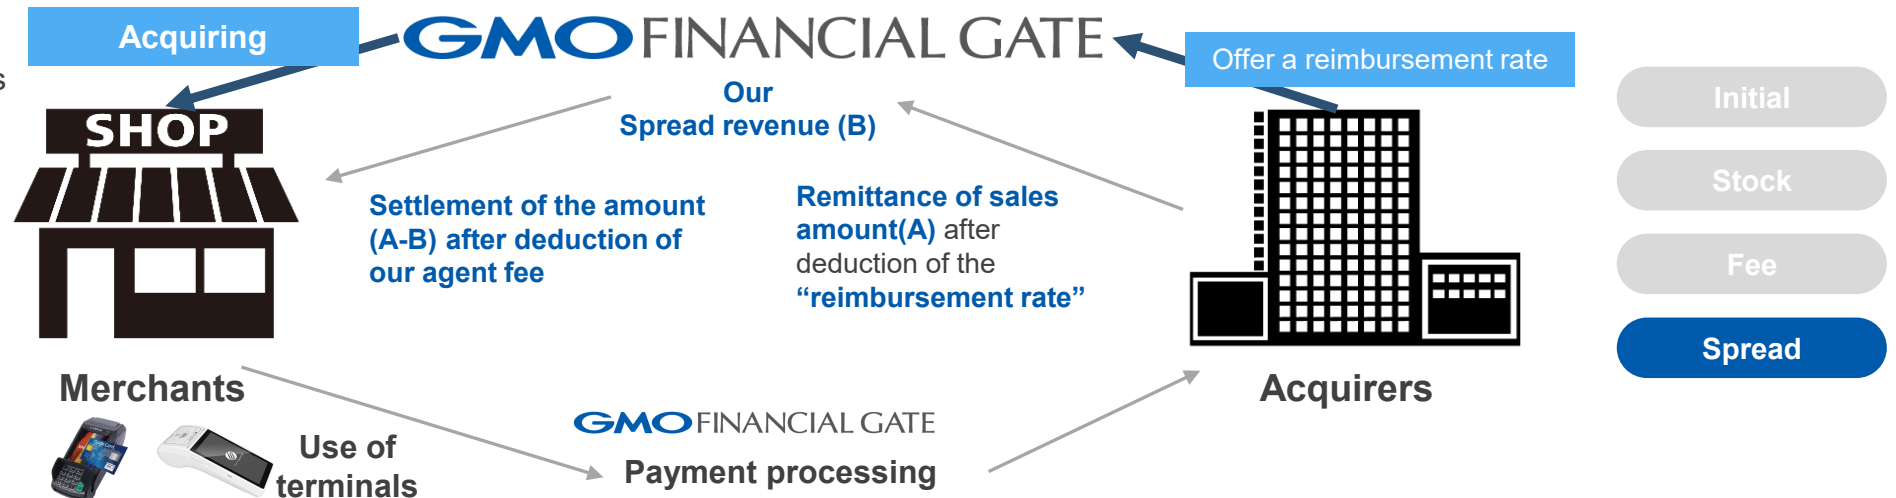 Acquiring
GMO FINANCIAL GATE
Offer a reimbursement rate
s
SHOP
Our
Spread revenue (B)
Settlement of the amount
(A-B) after deduction of
our agent fee
Remittance of sales
amount(A) after
deduction of the
“reimbursement rate”
Merchants
Use of
terminals
GMO FINANCIAL GATE
Payment processing
Acquirers
Initial
Stock
Fee
Spread